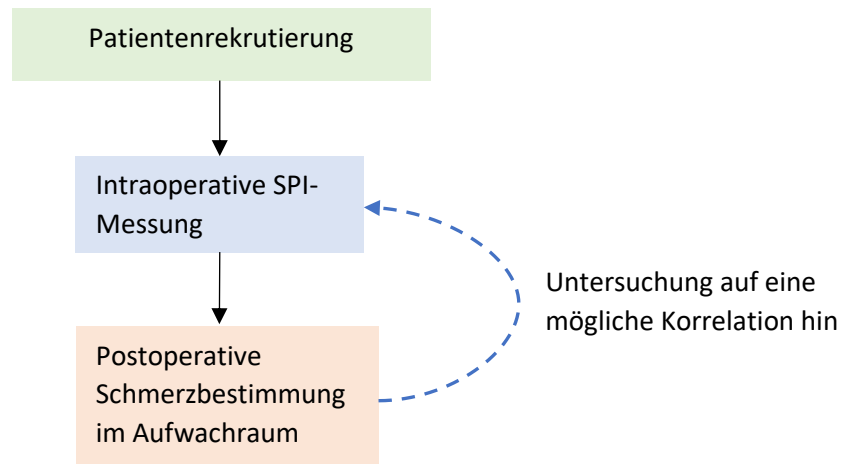 Patientenrekrutierung
Intraoperative SPI-
Messung
Untersuchung auf eine
mögliche Korrelation hin
Postoperative
Schmerzbestimmung
im Aufwachraum